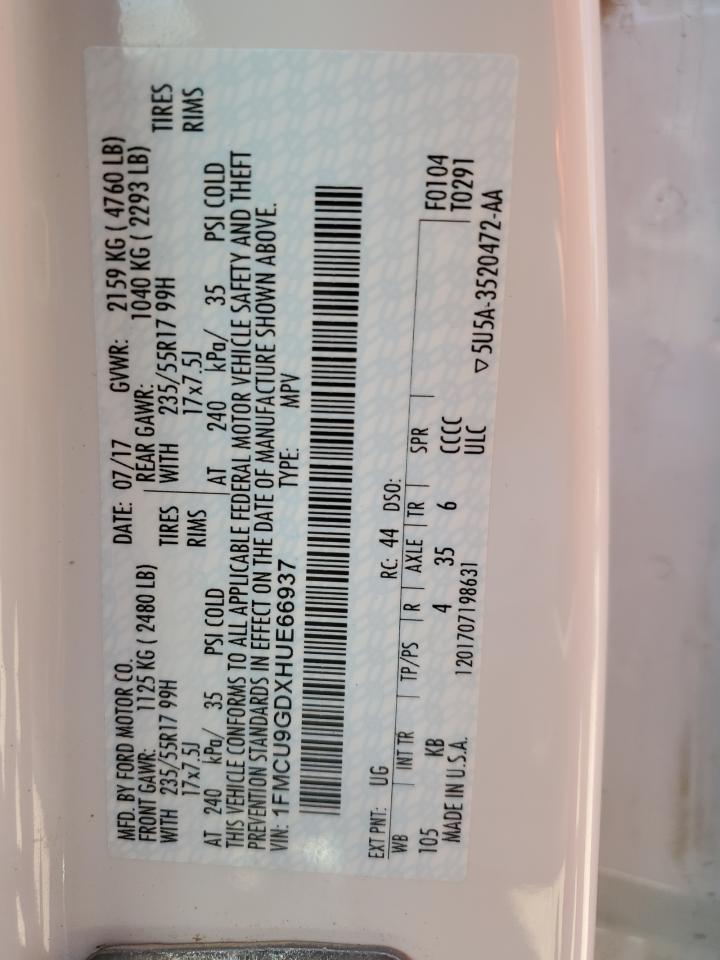 MFD. BY FORD MOTOR CO.
DATE: 07/17 GVWR: 2159 KG ( 4760 LB)
FRONT GAWR: 1125 KG ( 2480 LB) REAR GAWR: 1040 KG ( 2293 LB)
WITH 235/55R17 99H TIRES WITH 235/55R17 99H TIRES
17x7.5J RIMS 17x7.5J RIMS
AT 240 kPa/ 35 PSI COLD AT 240 kPa/ 35 PSI COLD
THIS VEHICLE CONFORMS TO ALL APPLICABLE FEDERAL MOTOR VEHICLE SAFETY AND THEFT
PREVENTION STANDARDS IN EFFECT ON THE DATE OF MANUFACTURE SHOWN ABOVE.
VIN: 1FMCU9GDXHUE66937 TYPE: MPV
EXT PNT: UG RC: 44 DSO: F0104
T0291
WB INT TR TP/PS R AXLE TR SPR
105 KB 4 35 6 CCCC
ULC
MADE IN U.S.A. 1201707198631 ▽5U5A-3520472-AA